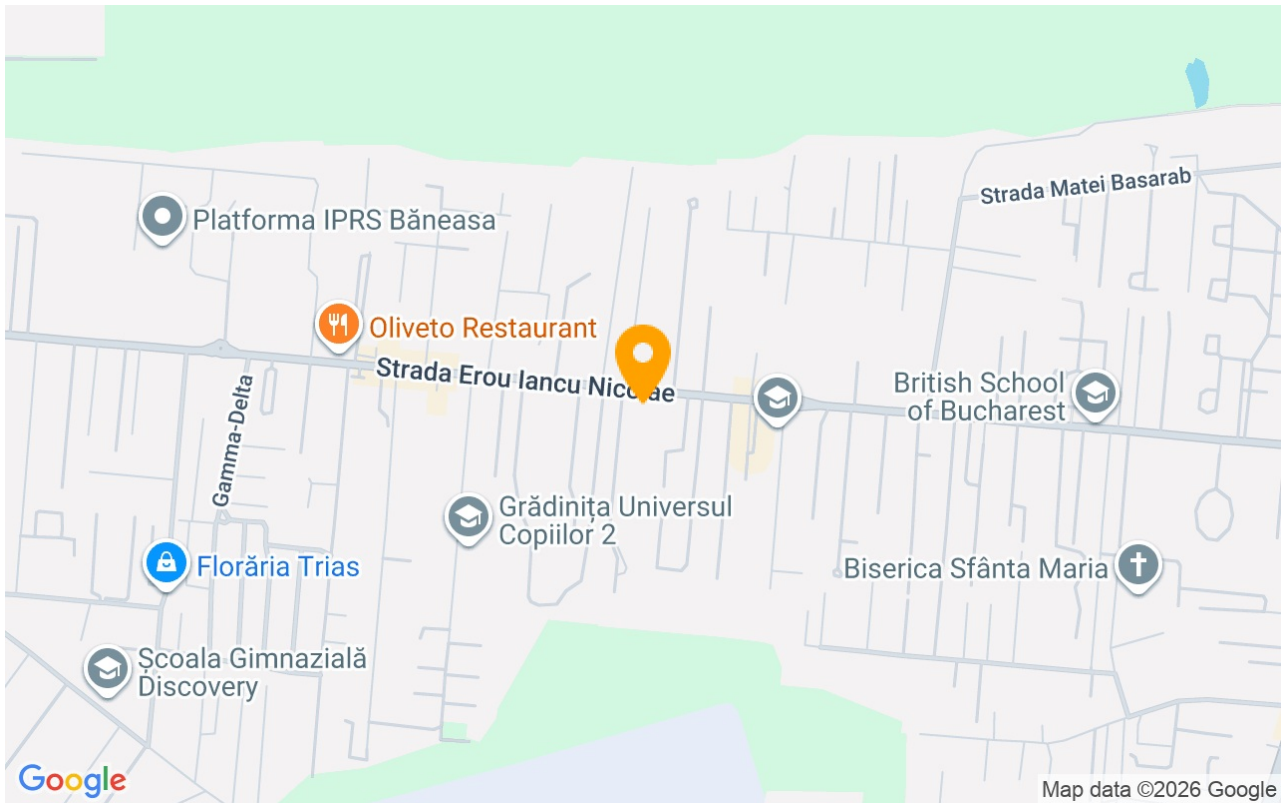 Strada Matei Basarab
Platforma IPRS Băneasa
Oliveto Restaurant
Strada Erou Iancu Nicolae
British School
of Bucharest
Gamma-Delta
Grădinița Universul
Copiilor 2
Florăria Trias
Biserica Sfânta Maria
Școala Gimnazială
Discovery
Google
Map data ©2026 Google